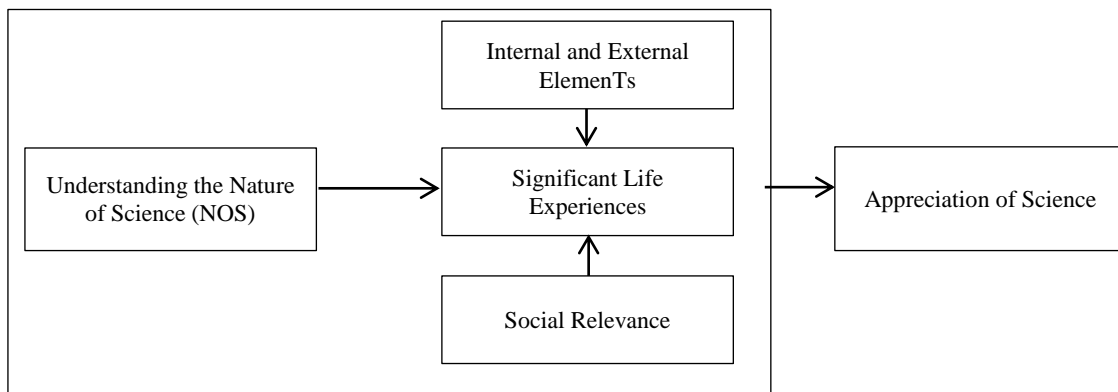 Internal and External
ElemenTs
Understanding the Nature
of Science (NOS)
Significant Life
Experiences
Appreciation of Science
Social Relevance